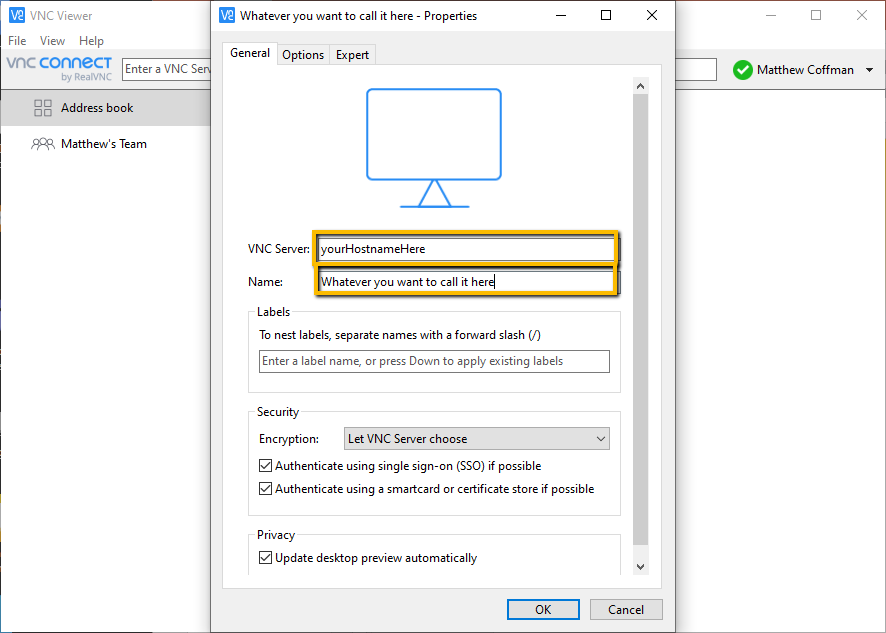 VNC Viewer
File View Help
vnc connect
by RealVNC
Enter a VNC Serv
Matthew Coffman
Address book
Matthew's Team
Whatever you want to call it here - Properties
General Options Expert
VNC Server: yourHostnameHere
Name: Whatever you want to call it here
Labels
To nest labels, separate names with a forward slash (/)
Enter a label name, or press Down to apply existing labels
Security
Encryption: Let VNC Server choose
Authenticate using single sign-on (SSO) if possible
Authenticate using a smartcard or certificate store if possible
Privacy
Update desktop preview automatically
OK Cancel